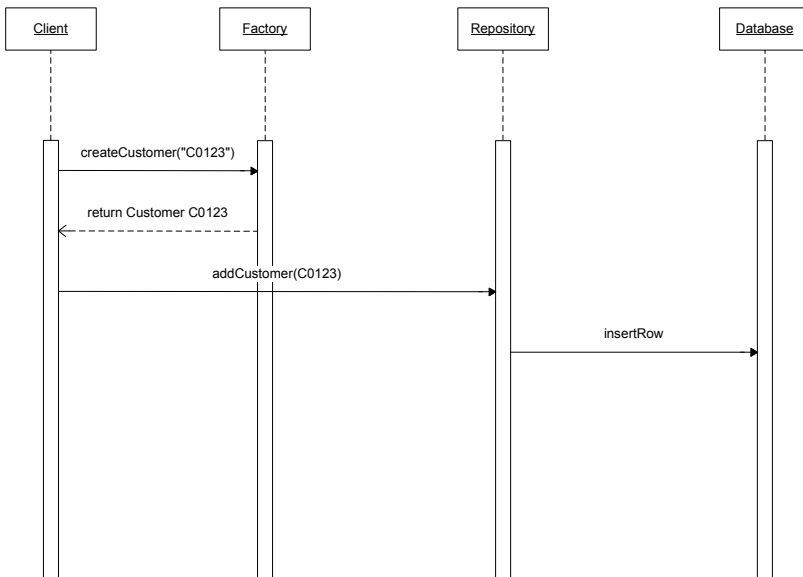 Client
Factory
Repository
Database
createCustomer("C0123")
return Customer C0123
addCustomer(C0123)
insertRow